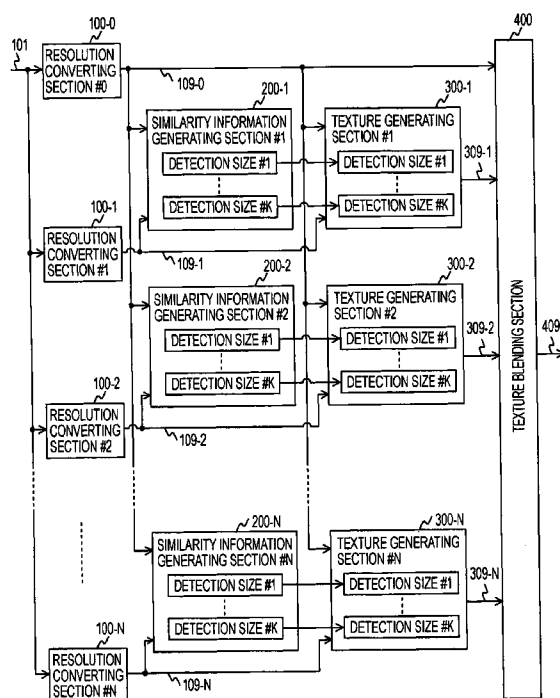 100-0
400
101
RESOLUTION
CONVERTING
SECTION #0
109-0
200-1
300-1
SIMILARITY INFORMATION
GENERATING SECTION #1
DETECTION SIZE #1
DETECTION SIZE #K
TEXTURE GENERATING
SECTION #1
DETECTION SIZE #1
DETECTION SIZE #K
309-1
100-1
RESOLUTION
CONVERTING
SECTION #1
109-1
200-2
300-2
SIMILARITY INFORMATION
GENERATING SECTION #2
DETECTION SIZE #1
DETECTION SIZE #K
TEXTURE GENERATING
SECTION #2
DETECTION SIZE #1
DETECTION SIZE #K
309-2
TEXTURE BLENDING SECTION
409
100-2
RESOLUTION
CONVERTING
SECTION #2
109-2
200-N
300-N
SIMILARITY INFORMATION
GENERATING SECTION #N
DETECTION SIZE #1
DETECTION SIZE #K
TEXTURE GENERATING
SECTION #N
DETECTION SIZE #1
DETECTION SIZE #K
309-N
100-N
RESOLUTION
CONVERTING
SECTION #N
109-N